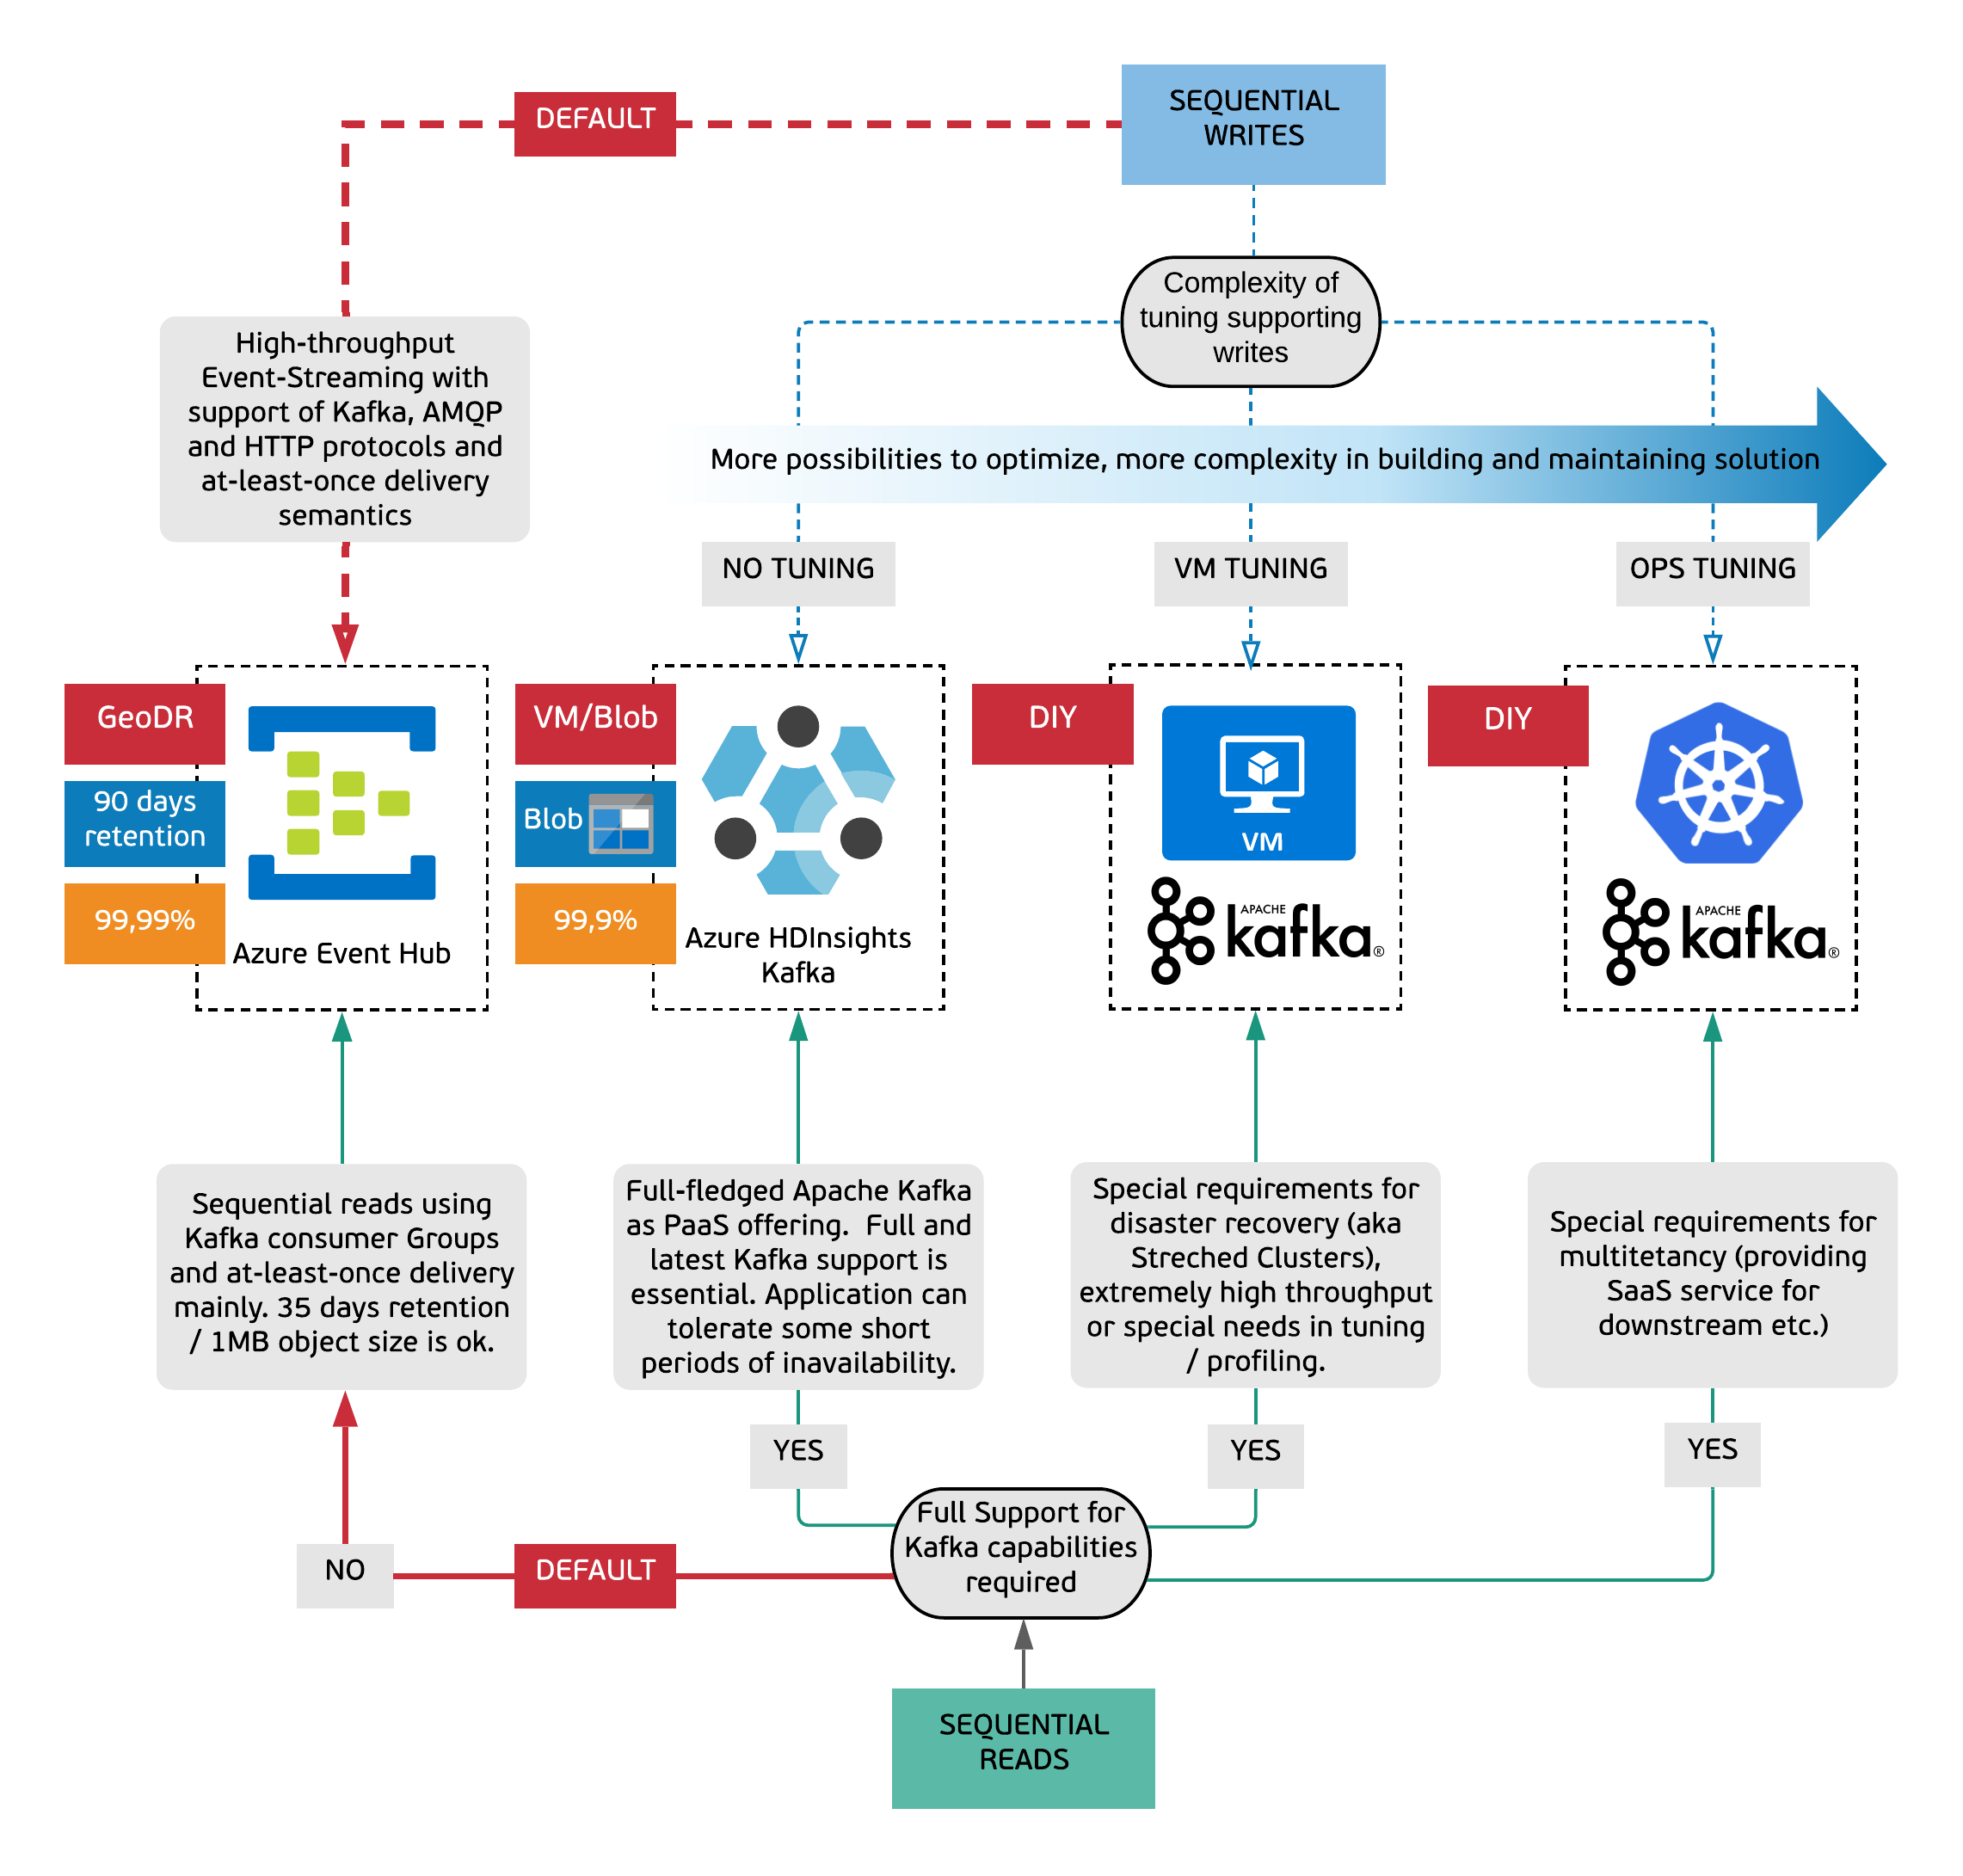 SEQUENTIAL
WRITES
DEFAULT
Complexity of
tuning supporting
writes
High-throughput
Event-Streaming with
support of Kafka, AMQP
and HTTP protocols and
at-least-once delivery
semantics
More possibilities to optimize, more complexity in building and maintaining solution
NO TUNING
VM TUNING
OPS TUNING
GeoDR
90 days
retention
99,99%
Azure Event Hub
VM/Blob
Blob
99,9%
Azure HDInsights
Kafka
DIY
VM
APACHE
kafka®
DIY
APACHE
kafka®
Sequential reads using
Kafka consumer Groups
and at-least-once delivery
mainly. 35 days retention
/ 1MB object size is ok.
Full-fledged Apache Kafka
as PaaS offering.  Full and
latest Kafka support is
essential. Application can
tolerate some short
periods of inavailability.
Special requirements for
disaster recovery (aka
Streched Clusters),
extremely high throughput
or special needs in tuning
/ profiling.
Special requirements for
multitetancy (providing
SaaS service for
downstream etc.)
YES
YES
YES
NO
DEFAULT
Full Support for
Kafka capabilities
required
SEQUENTIAL
READS